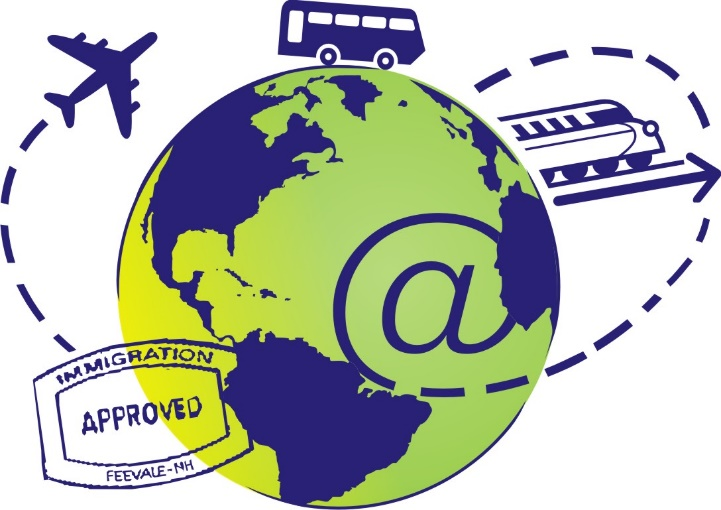 @
IMMIGRATION
APPROVED
FEEVALE-NH